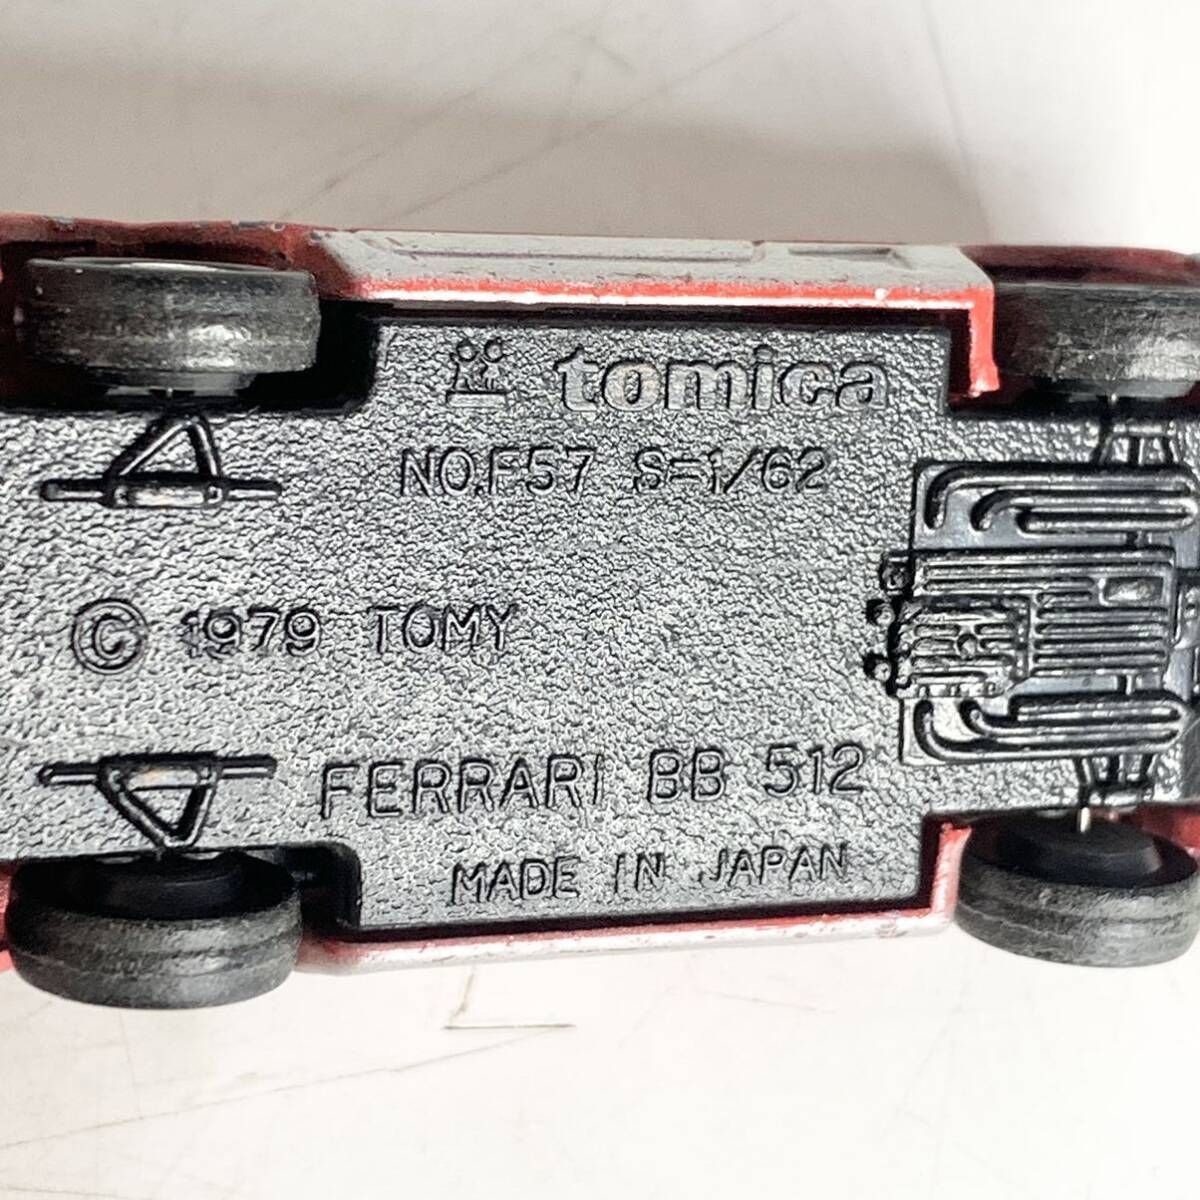 tomica
NO.F57 S=1/62
© 1979 TOMY
FERRARI BB 512
MADE IN JAPAN